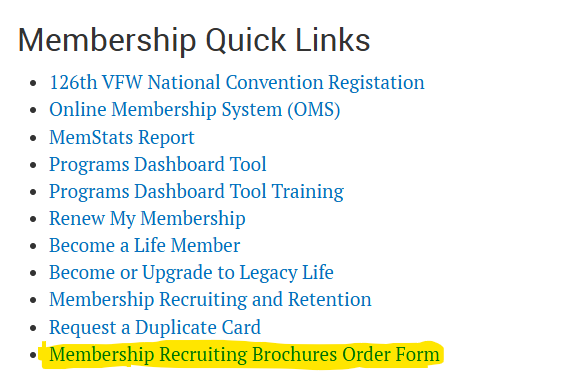 Membership Quick Links
126th VFW National Convention Registation
Online Membership System (OMS)
MemStats Report
Programs Dashboard Tool
Programs Dashboard Tool Training
Renew My Membership
Become a Life Member
Become or Upgrade to Legacy Life
Membership Recruiting and Retention
Request a Duplicate Card
Membership Recruiting Brochures Order Form